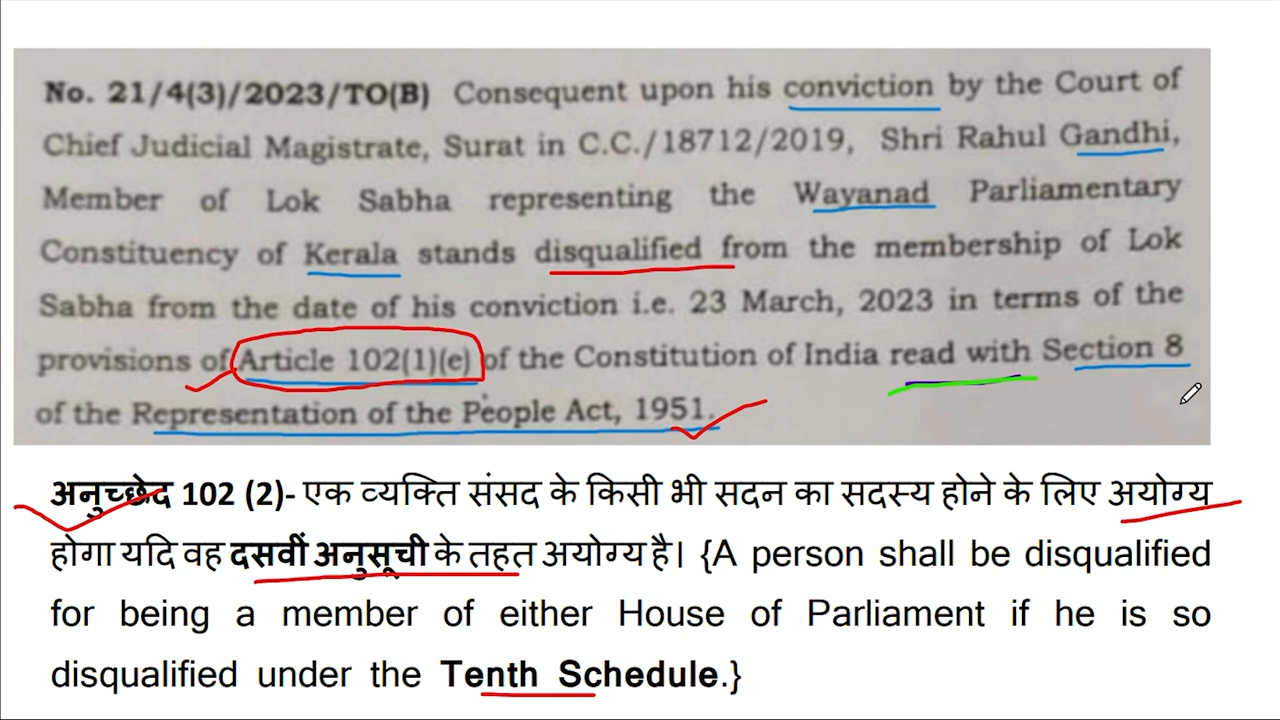 No. 21/4(3)/2023/TO(B) Consequent upon his conviction by the Court of
Chief Judicial Magistrate, Surat in C.C./18712/2019, Shri Rahul Gandhi,
Member of Lok Sabha representing the Wayanad Parliamentary
Constituency of Kerala stands disqualified from the membership of Lok
Sabha from the date of his conviction i.e. 23 March, 2023 in terms of the
provisions of Article 102(1)(e) of the Constitution of India read with Section 8
of the Representation of the People Act, 1951.
अनुच्छेद 102 (2)- एक व्यक्ति संसद के किसी भी सदन का सदस्य होने के लिए अयोग्य
होगा यदि वह दसवीं अनुसूची के तहत अयोग्य है। {A person shall be disqualified
for being a member of either House of Parliament if he is so
disqualified under the Tenth Schedule.}